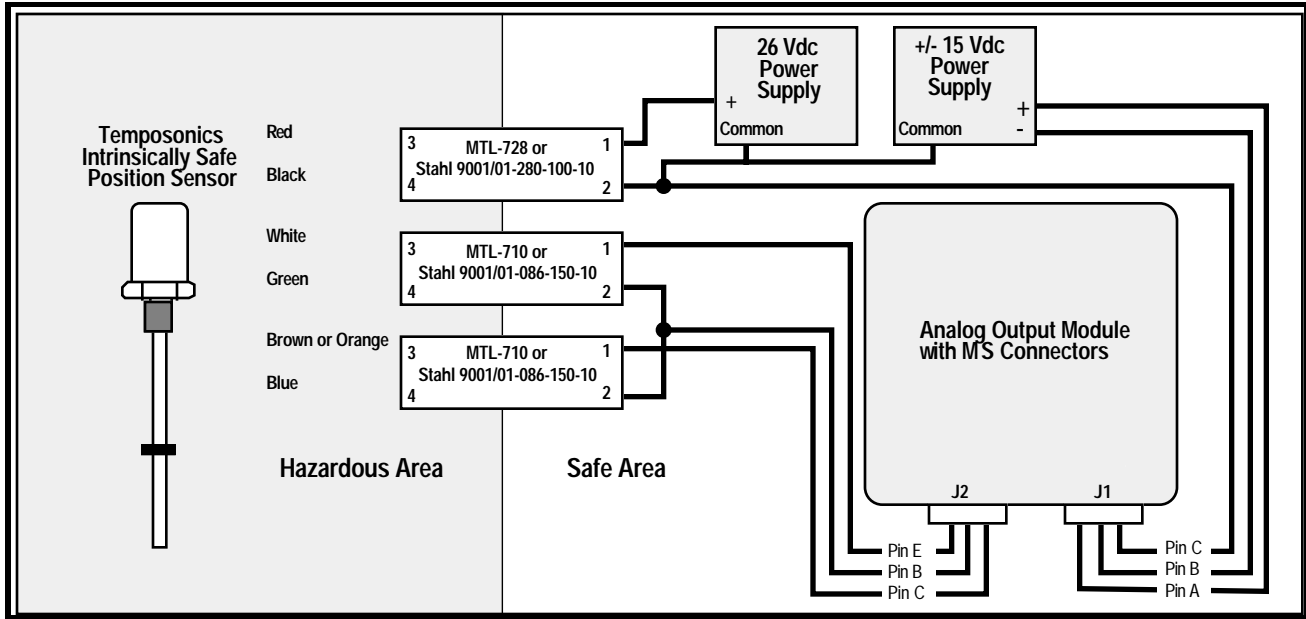 26 Vdc
Power
Supply
+
Common
+/- 15 Vdc
Power
Supply
+
Common -
Temposonics
Intrinsically Safe
Position Sensor
Red
Black
3 MTL-728 or 1
Stahl 9001/01-280-100-10
4 2
White
Green
3 MTL-710 or 1
Stahl 9001/01-086-150-10
4 2
Brown or Orange
Blue
3 MTL-710 or 1
Stahl 9001/01-086-150-10
4 2
Analog Output Module
with MS Connectors
Hazardous Area
Safe Area
J2
J1
Pin E
Pin B
Pin C
Pin C
Pin B
Pin A